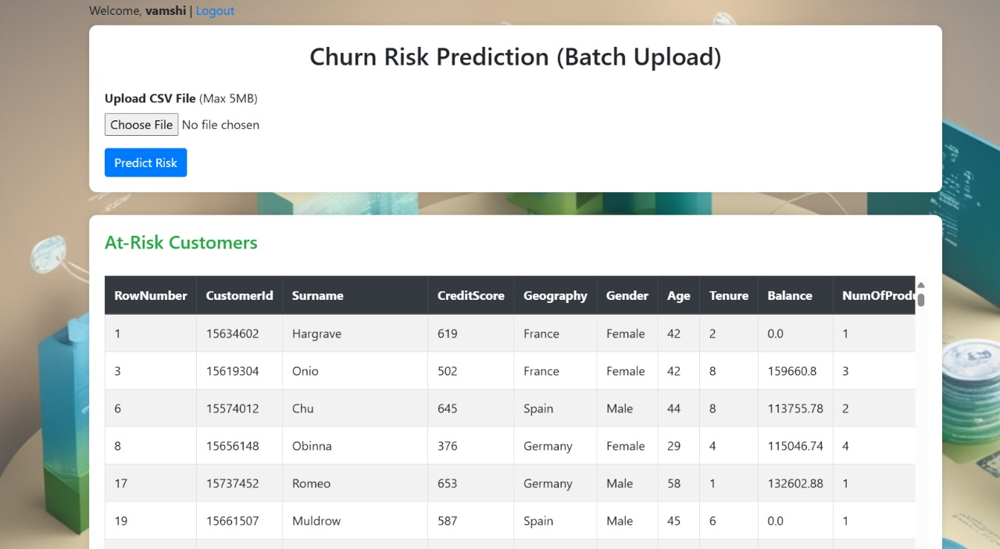 Welcome, vamshi | Logout
Churn Risk Prediction (Batch Upload)
Upload CSV File (Max 5MB)
Choose File No file chosen
Predict Risk
At-Risk Customers
RowNumber CustomerId Surname CreditScore Geography Gender Age Tenure Balance NumOfProdu
1 15634602 Hargrave 619 France Female 42 2 0.0 1
3 15619304 Onio 502 France Female 42 8 159660.8 3
6 15574012 Chu 645 Spain Male 44 8 113755.78 2
8 15656148 Obinna 376 Germany Female 29 4 115046.74 4
17 15737452 Romeo 653 Germany Male 58 1 132602.88 1
19 15661507 Muldrow 587 Spain Male 45 6 0.0 1